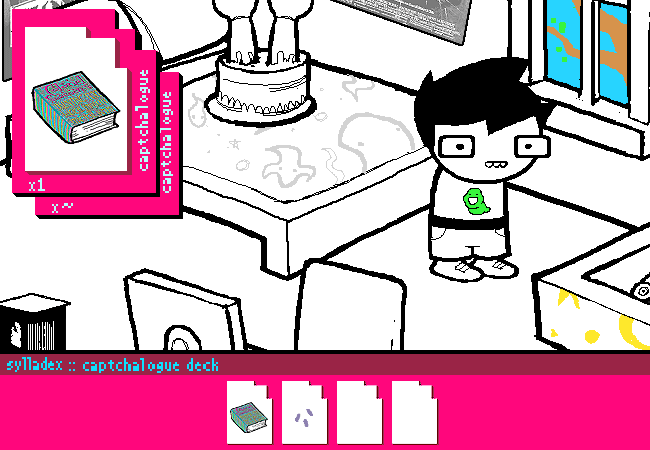 captchalogue
captchalogue
x1
x ~
sylladex :: captchalogue deck